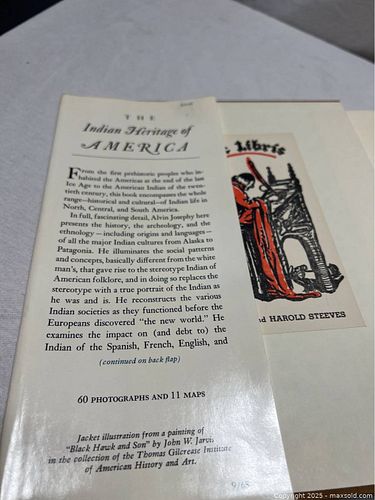 THE
Indian Heritage of
AMERICA
From the first prehistoric peoples who in-
habited the Americas at the end of the last
Ice Age to the American Indian of the twen-
tieth century, this book encompasses the whole
range—historical and cultural—of Indian life in
North, Central, and South America.
In full, fascinating detail, Alvin Josephy here
presents the history, the archeology, and the
ethnology—including origins and languages—
of all the major Indian cultures from Alaska to
Patagonia. He illuminates the social patterns
and concepts, basically different from the white
man's, that gave rise to the stereotype Indian of
American folklore, and in doing so replaces the
stereotype with a true portrait of the Indian as
he was and is. He reconstructs the various
Indian societies as they functioned before the
Europeans discovered "the new world." He
examines the impact on (and debt to) the
Indian of the Spanish, French, English, and
(continued on back flap)
60 PHOTOGRAPHS AND 11 MAPS
Jacket illustration from a painting of
"Black Hawk and Son" by John W. Jarvis
in the collection of the Thomas Gilcrease Institute
of American History and Art.
9/65
Libris
HAROLD STEEVES
Copyright 2025 - maxsold.com